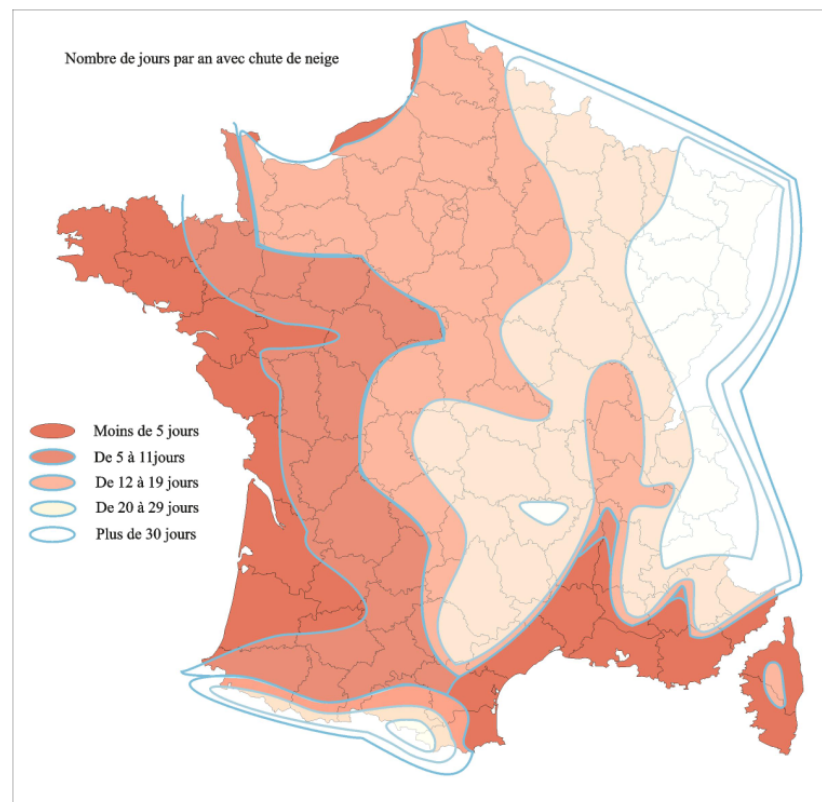 Nombre de jours par an avec chute de neige
Moins de 5 jours
De 5 à 11jours
De 12 à 19 jours
De 20 à 29 jours
Plus de 30 jours